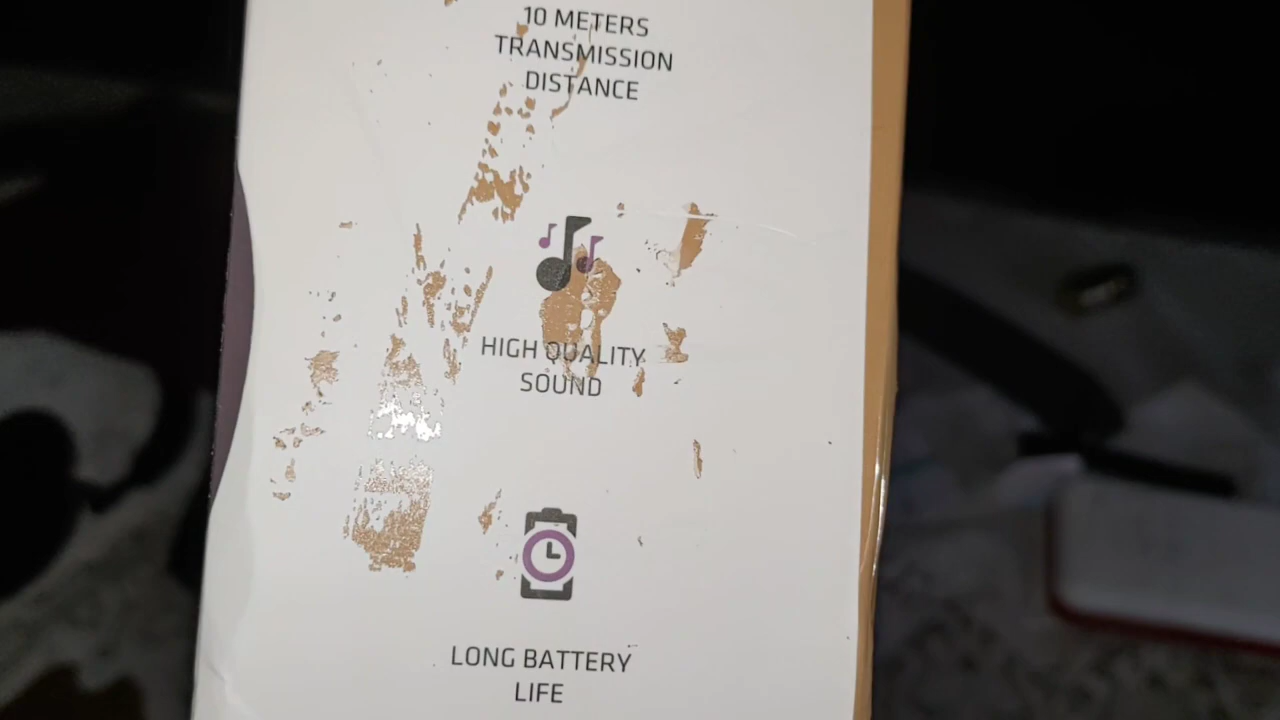 10 METERS
TRANSMISSION
DISTANCE
HIGH QUALITY
SOUND
LONG BATTERY
LIFE